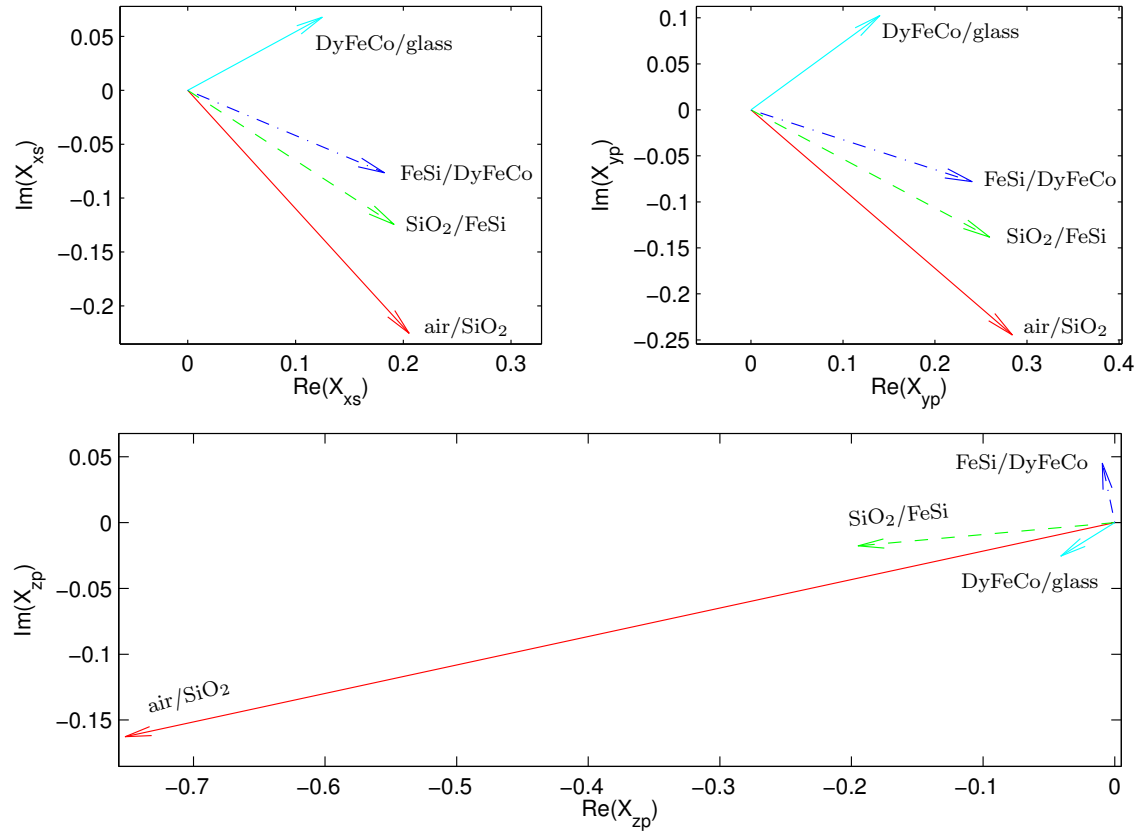 0.05
0
−0.05
−0.1
−0.15
−0.2
0
0.1
0.2
0.3
Re(X_xs)
Im(X_xs)
DyFeCo/glass
FeSi/DyFeCo
SiO₂/FeSi
air/SiO₂
0.1
0.05
0
−0.05
−0.1
−0.15
−0.2
−0.25
0
0.1
0.2
0.3
0.4
Re(X_yp)
Im(X_yp)
DyFeCo/glass
FeSi/DyFeCo
SiO₂/FeSi
air/SiO₂
0.05
0
−0.05
−0.1
−0.15
−0.7
−0.6
−0.5
−0.4
−0.3
−0.2
−0.1
0
Re(X_zp)
Im(X_zp)
FeSi/DyFeCo
SiO₂/FeSi
DyFeCo/glass
air/SiO₂